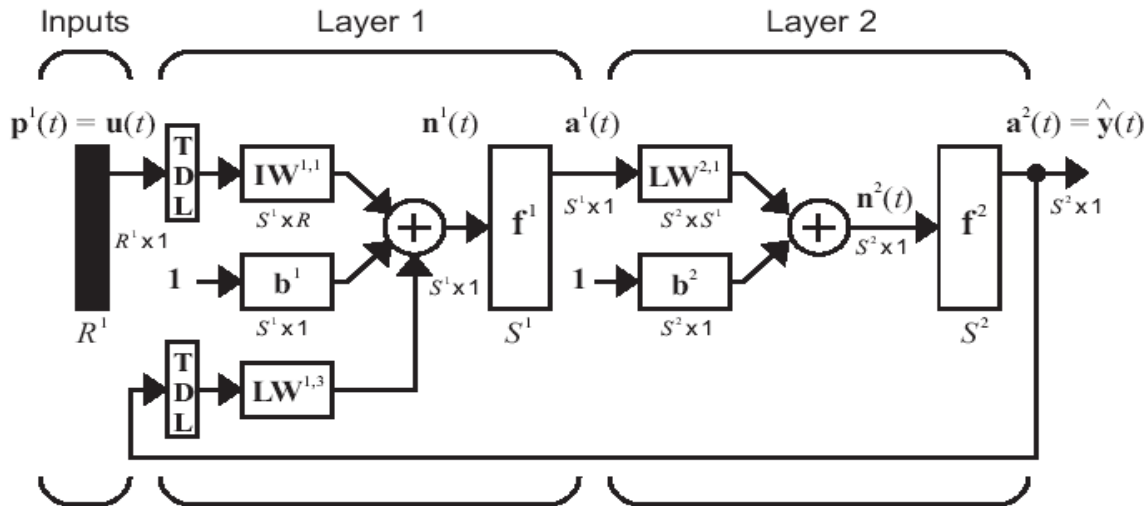 Inputs
Layer 1
Layer 2
p¹(t) = u(t)
n¹(t)
a¹(t)
a²(t) = ŷ(t)
TDL
IW¹,¹
f¹
LW²,¹
n²(t)
f²
R¹ x 1
S¹ x R
S¹ x 1
S² x S¹
S² x 1
S² x 1
1
b¹
S¹ x 1
1
b²
R¹
S¹ x 1
S¹
S² x 1
S²
TDL
LW¹,³